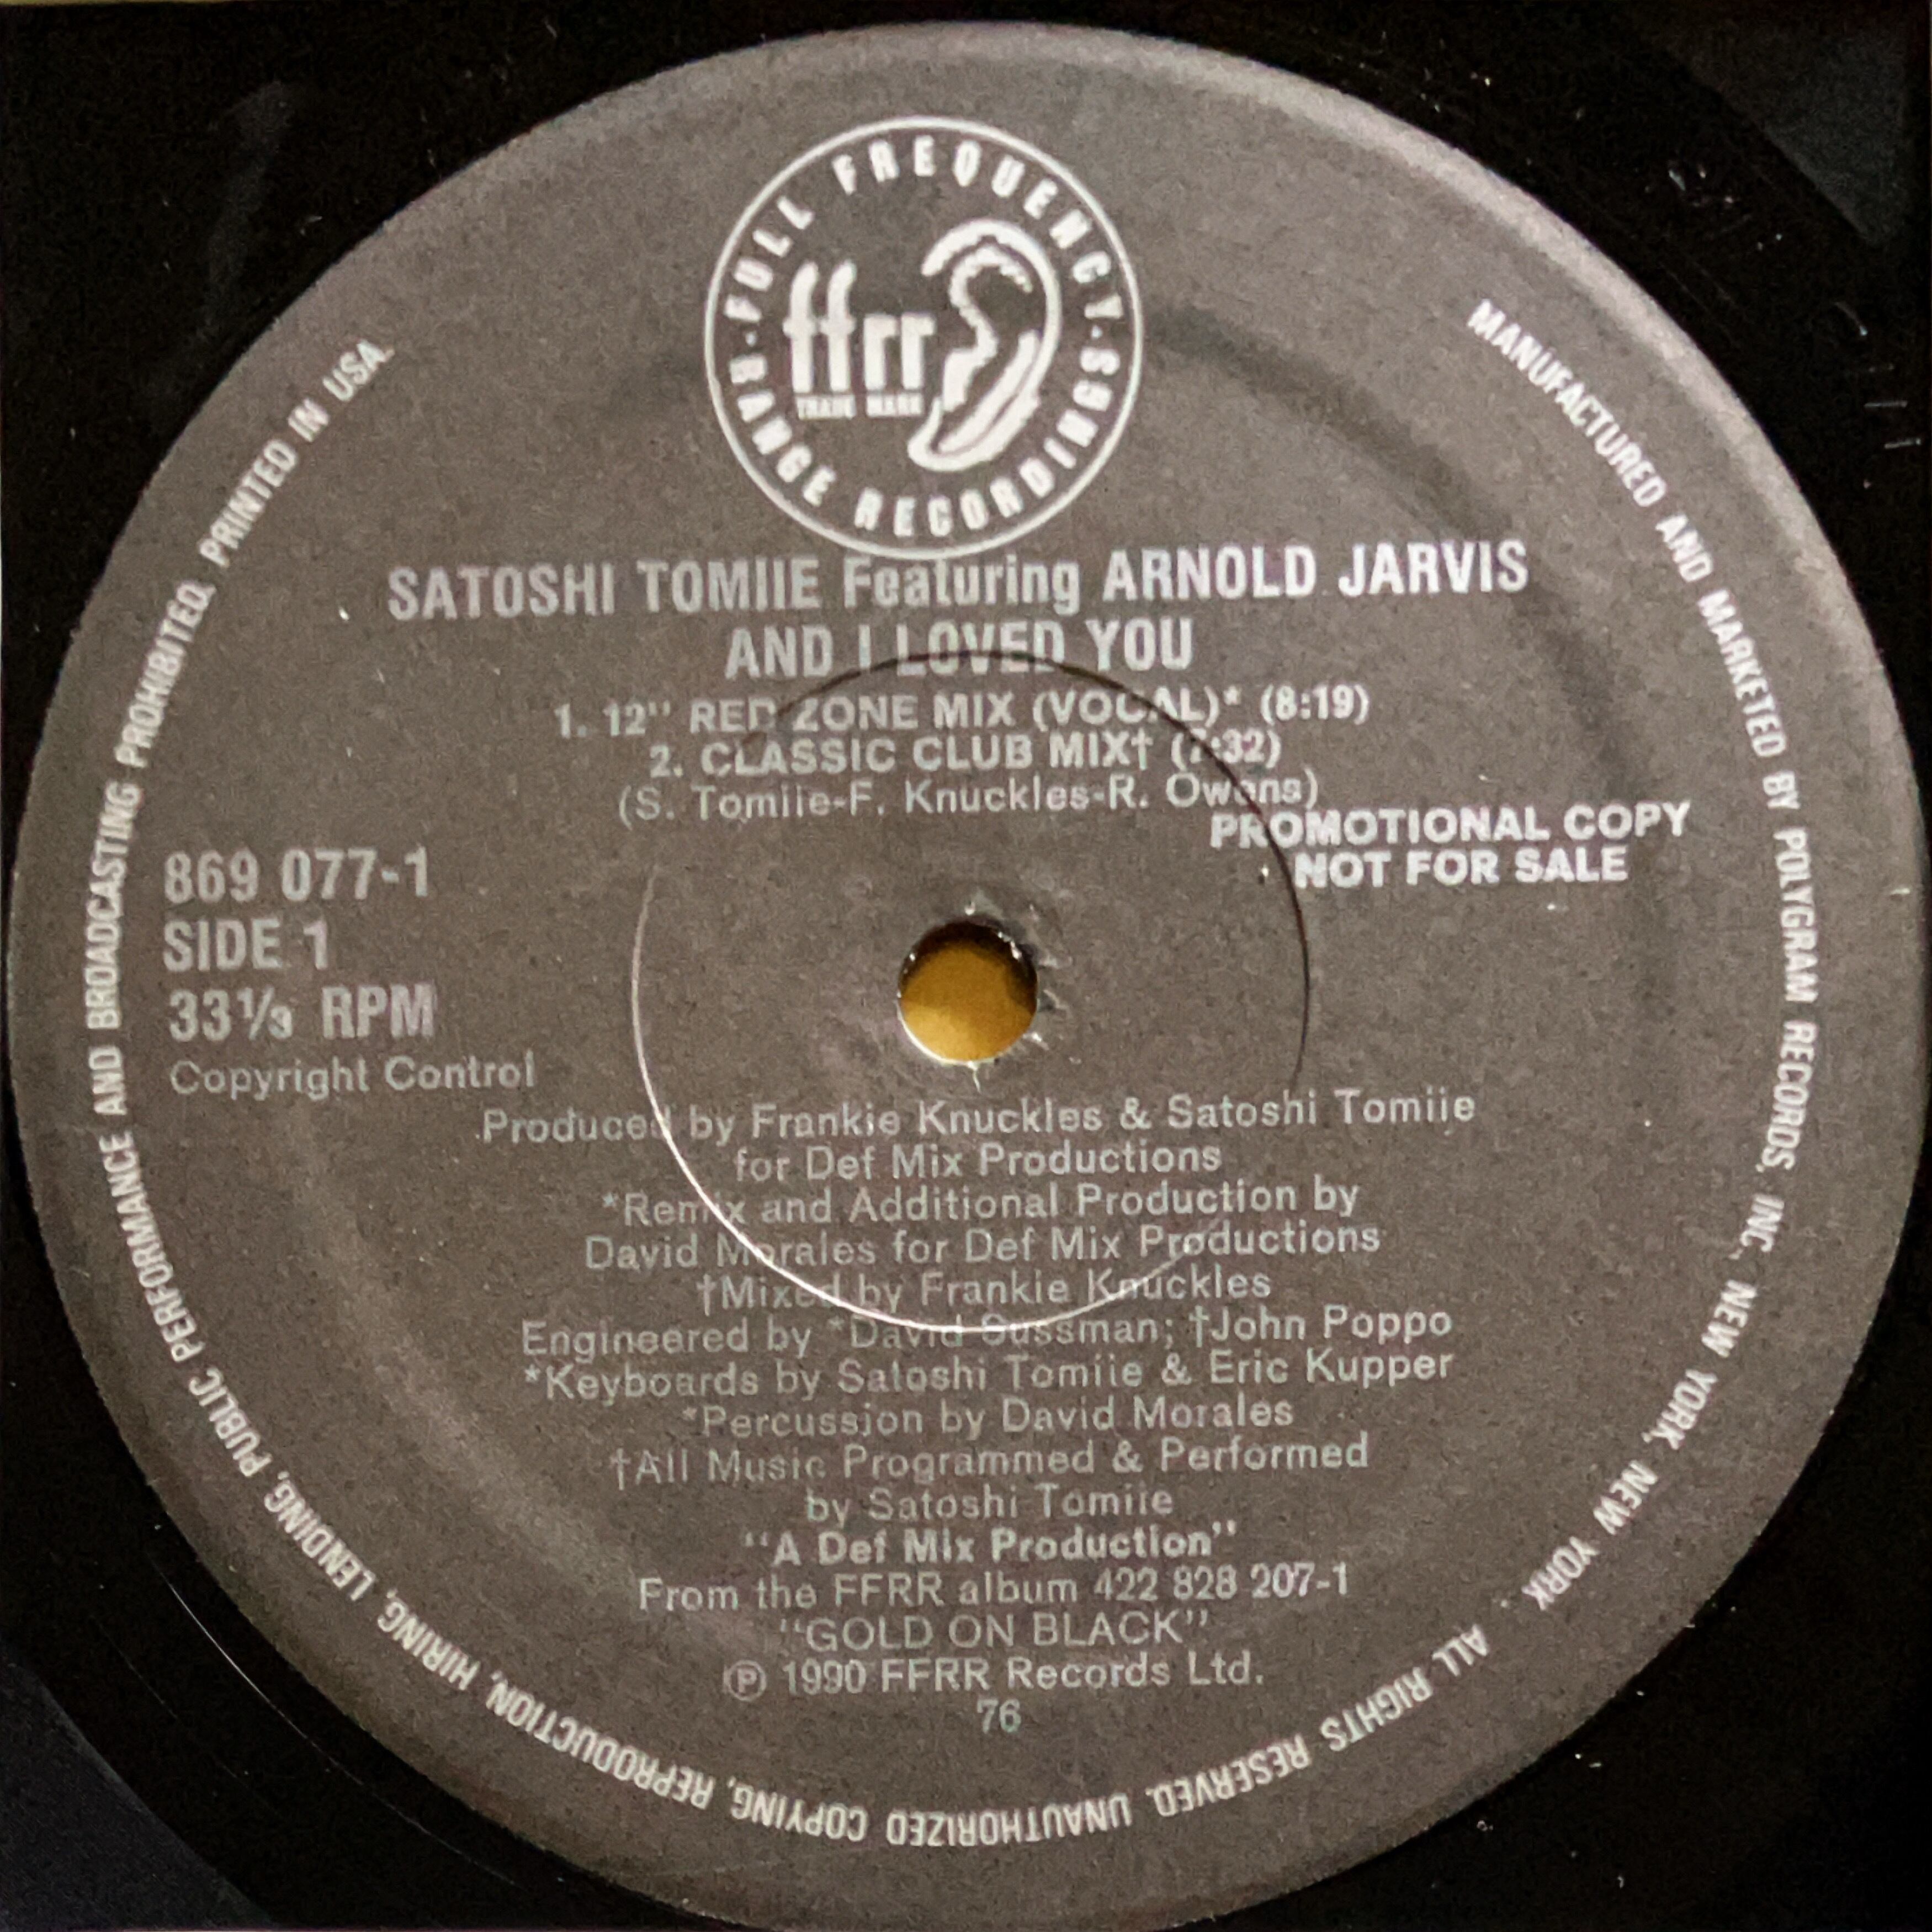 FULL FREQUENCY
RANGE RECORDINGS
ffrr
TRADE MARK
SATOSHI TOMIIE Featuring ARNOLD JARVIS
AND I LOVED YOU
1. 12" RED ZONE MIX (VOCAL)* (8:19)
2. CLASSIC CLUB MIX† (7:32)
(S. Tomiie-F. Knuckles-R. Owens)
PROMOTIONAL COPY
NOT FOR SALE
869 077-1
SIDE 1
33⅓ RPM
Copyright Control
Produced by Frankie Knuckles & Satoshi Tomiie
for Def Mix Productions
*Remix and Additional Production by
David Morales for Def Mix Productions
†Mixed by Frankie Knuckles
Engineered by *David Sussman; †John Poppo
*Keyboards by Satoshi Tomiie & Eric Kupper
*Percussion by David Morales
†All Music Programmed & Performed
by Satoshi Tomiie
"A Def Mix Production"
From the FFRR album 422 828 207-1
"GOLD ON BLACK"
℗ 1990 FFRR Records Ltd.
76
MANUFACTURED AND MARKETED BY POLYGRAM RECORDS, INC., NEW YORK, NEW YORK. ALL RIGHTS RESERVED. UNAUTHORIZED COPYING, REPRODUCTION, HIRING, LENDING, PUBLIC PERFORMANCE AND BROADCASTING PROHIBITED. PRINTED IN USA.